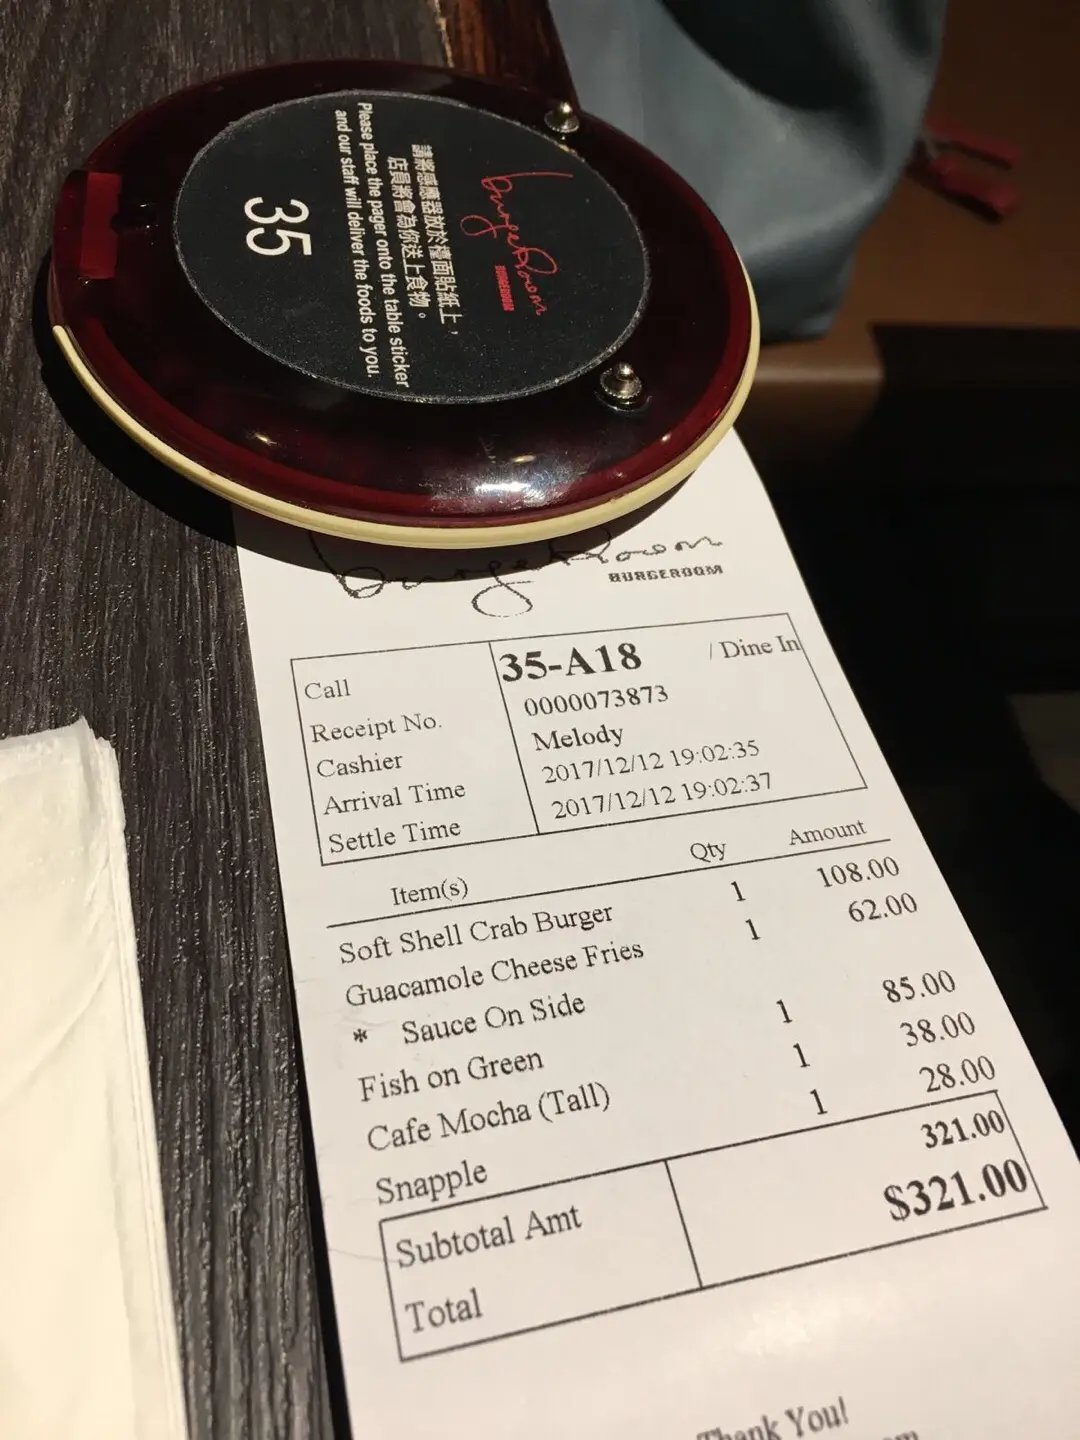 burgeRoom
BURGEROOM
請將感應器放於檯面貼紙上，
店員將會為你送上食物。
Please place the pager onto the table sticker
and our staff will deliver the foods to you.
35
burgeRoom
BURGEROOM
Call 35-A18 / Dine In
Receipt No. 0000073873
Cashier Melody
Arrival Time 2017/12/12 19:02:35
Settle Time 2017/12/12 19:02:37
Item(s) Qty Amount
Soft Shell Crab Burger 1 108.00
Guacamole Cheese Fries 1 62.00
* Sauce On Side
Fish on Green 1 85.00
Cafe Mocha (Tall) 1 38.00
Snapple 1 28.00
Subtotal Amt 321.00
Total $321.00
Thank You!